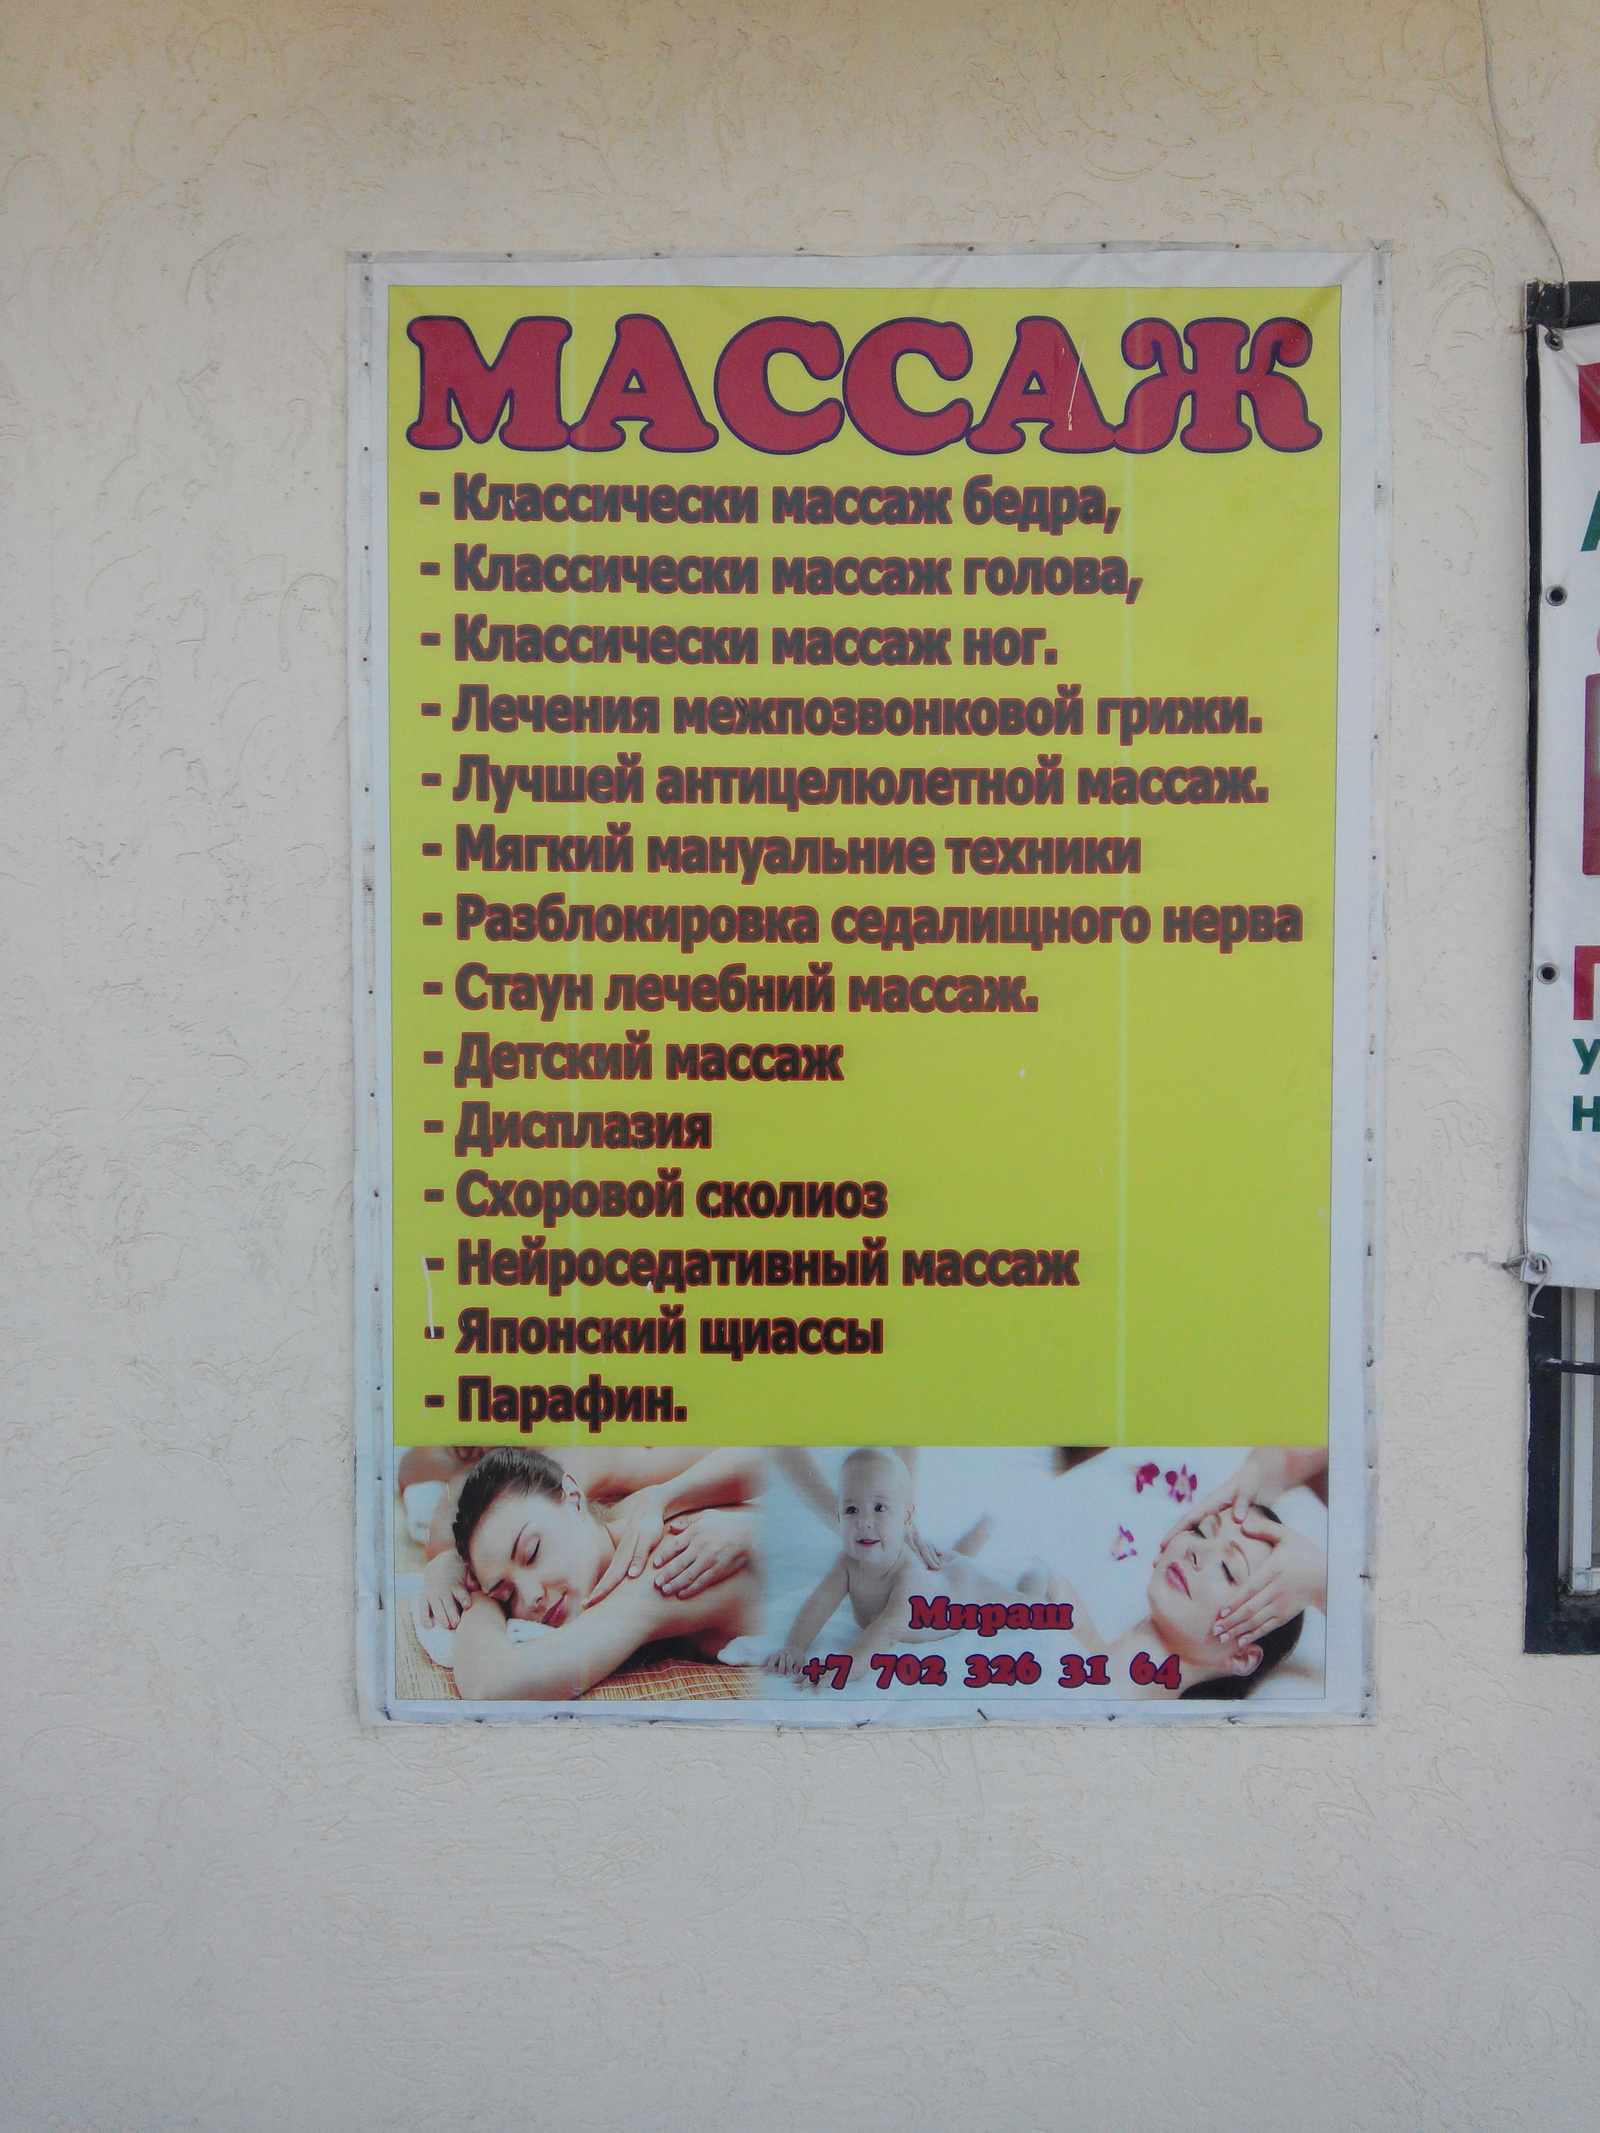 МАССАЖ
- Классически массаж бедра,
- Классически массаж голова,
- Классически массаж ног.
- Лечения межпозвонковой грижи.
- Лучшей антицелюлетной массаж.
- Мягкий мануальние техники
- Разблокировка седалищного нерва
- Стаун лечебний массаж.
- Детский массаж
- Дисплазия
- Схоровой сколиоз
- Нейроседативный массаж
- Японский щиассы
- Парафин.
Мираш
+7 702 326 31 64